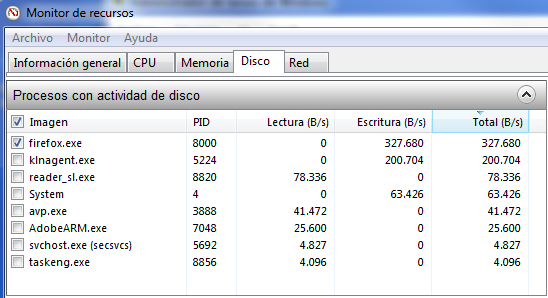 Monitor de recursos
Archivo Monitor Ayuda
Información general CPU Memoria Disco Red
Procesos con actividad de disco
Imagen PID Lectura (B/s) Escritura (B/s) Total (B/s)
firefox.exe 8000 0 327.680 327.680
klnagent.exe 5224 0 200.704 200.704
reader_sl.exe 8820 78.336 0 78.336
System 4 0 63.426 63.426
avp.exe 3888 41.472 0 41.472
AdobeARM.exe 7048 25.600 0 25.600
svchost.exe (secsvcs) 5692 4.827 0 4.827
taskeng.exe 8856 4.096 0 4.096